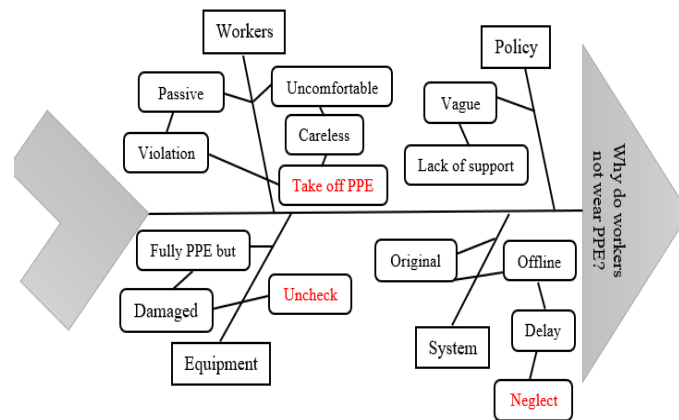 Workers
Policy
Passive
Uncomfortable
Vague
Careless
Violation
Lack of support
Take off PPE
Why do workers
not wear PPE?
Fully PPE but
Original
Offline
Damaged
Uncheck
Delay
System
Equipment
Neglect